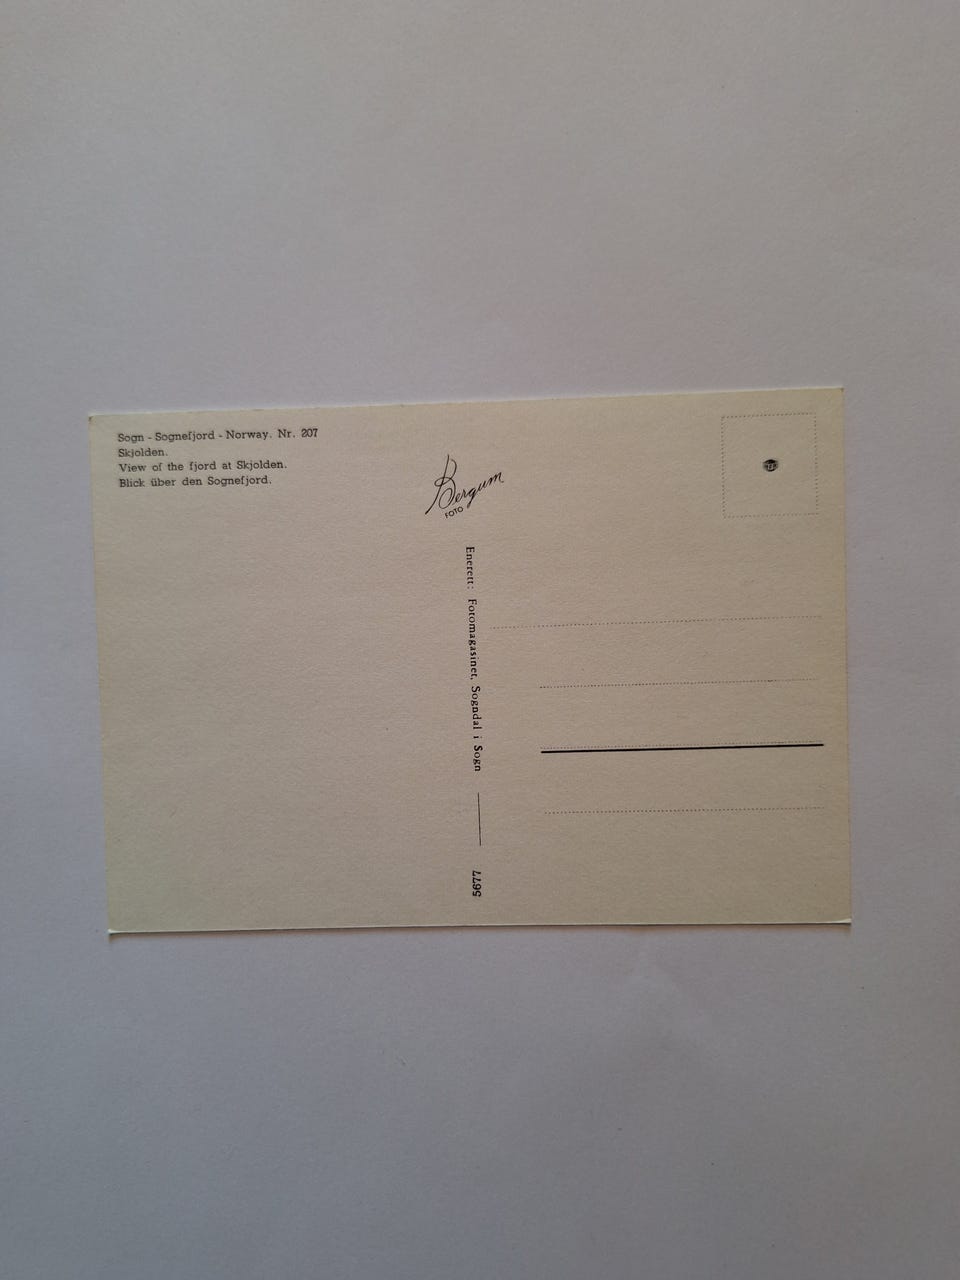 Sogn - Sognefjord - Norway. Nr. 207
Skjolden.
View of the fjord at Skjolden.
Blick über den Sognefjord.
Bergum
FOTO
Enerett: Fotomagasinet, Sogndal i Sogn
5677